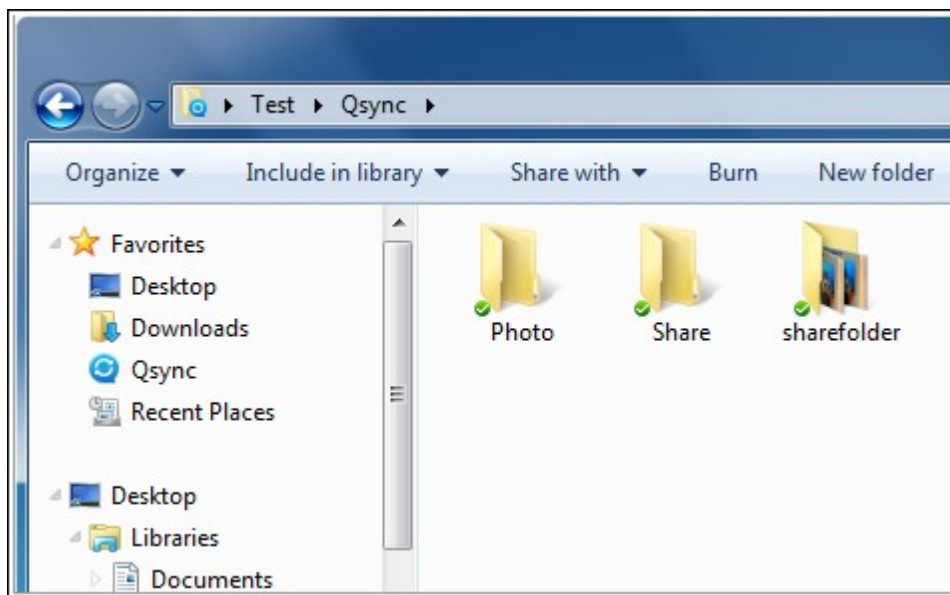 Test Qsync
Organize Include in library Share with Burn New folder
Favorites
Desktop
Downloads
Qsync
Recent Places
Desktop
Libraries
Documents
Photo Share sharefolder